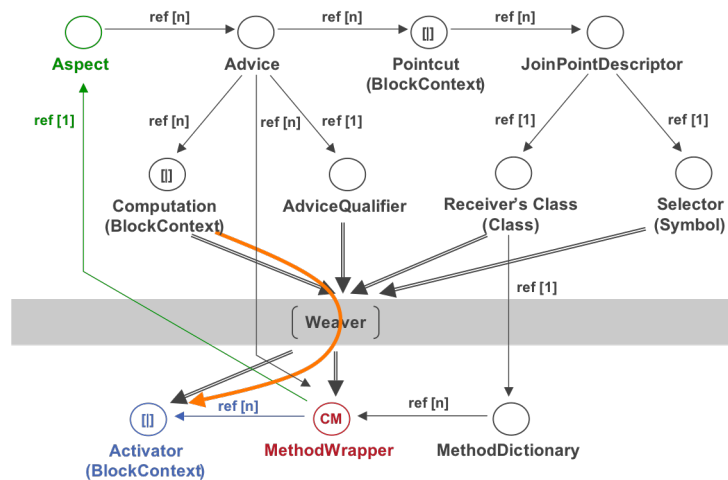 ref [n]
ref [n]
ref [n]
[|]
Aspect
Advice
Pointcut
(BlockContext)
JoinPointDescriptor
ref [1]
ref [n]
ref [n]
ref [1]
ref [1]
ref [1]
[|]
Computation
(BlockContext)
AdviceQualifier
Receiver's Class
(Class)
Selector
(Symbol)
ref [1]
Weaver
[|]
ref [n]
CM
ref [n]
Activator
(BlockContext)
MethodWrapper
MethodDictionary